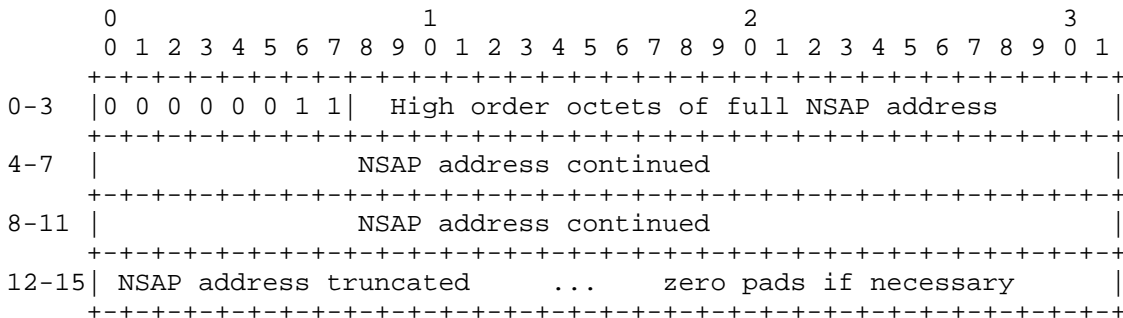 0                   1                   2                   3
       0 1 2 3 4 5 6 7 8 9 0 1 2 3 4 5 6 7 8 9 0 1 2 3 4 5 6 7 8 9 0 1
      +-+-+-+-+-+-+-+-+-+-+-+-+-+-+-+-+-+-+-+-+-+-+-+-+-+-+-+-+-+-+-+-+
0-3  |0 0 0 0 0 0 1 1|  High order octets of full NSAP address       |
      +-+-+-+-+-+-+-+-+-+-+-+-+-+-+-+-+-+-+-+-+-+-+-+-+-+-+-+-+-+-+-+-+
4-7  |                NSAP address continued                         |
      +-+-+-+-+-+-+-+-+-+-+-+-+-+-+-+-+-+-+-+-+-+-+-+-+-+-+-+-+-+-+-+-+
8-11 |                NSAP address continued                         |
      +-+-+-+-+-+-+-+-+-+-+-+-+-+-+-+-+-+-+-+-+-+-+-+-+-+-+-+-+-+-+-+-+
12-15| NSAP address truncated     ...    zero pads if necessary      |
      +-+-+-+-+-+-+-+-+-+-+-+-+-+-+-+-+-+-+-+-+-+-+-+-+-+-+-+-+-+-+-+-+